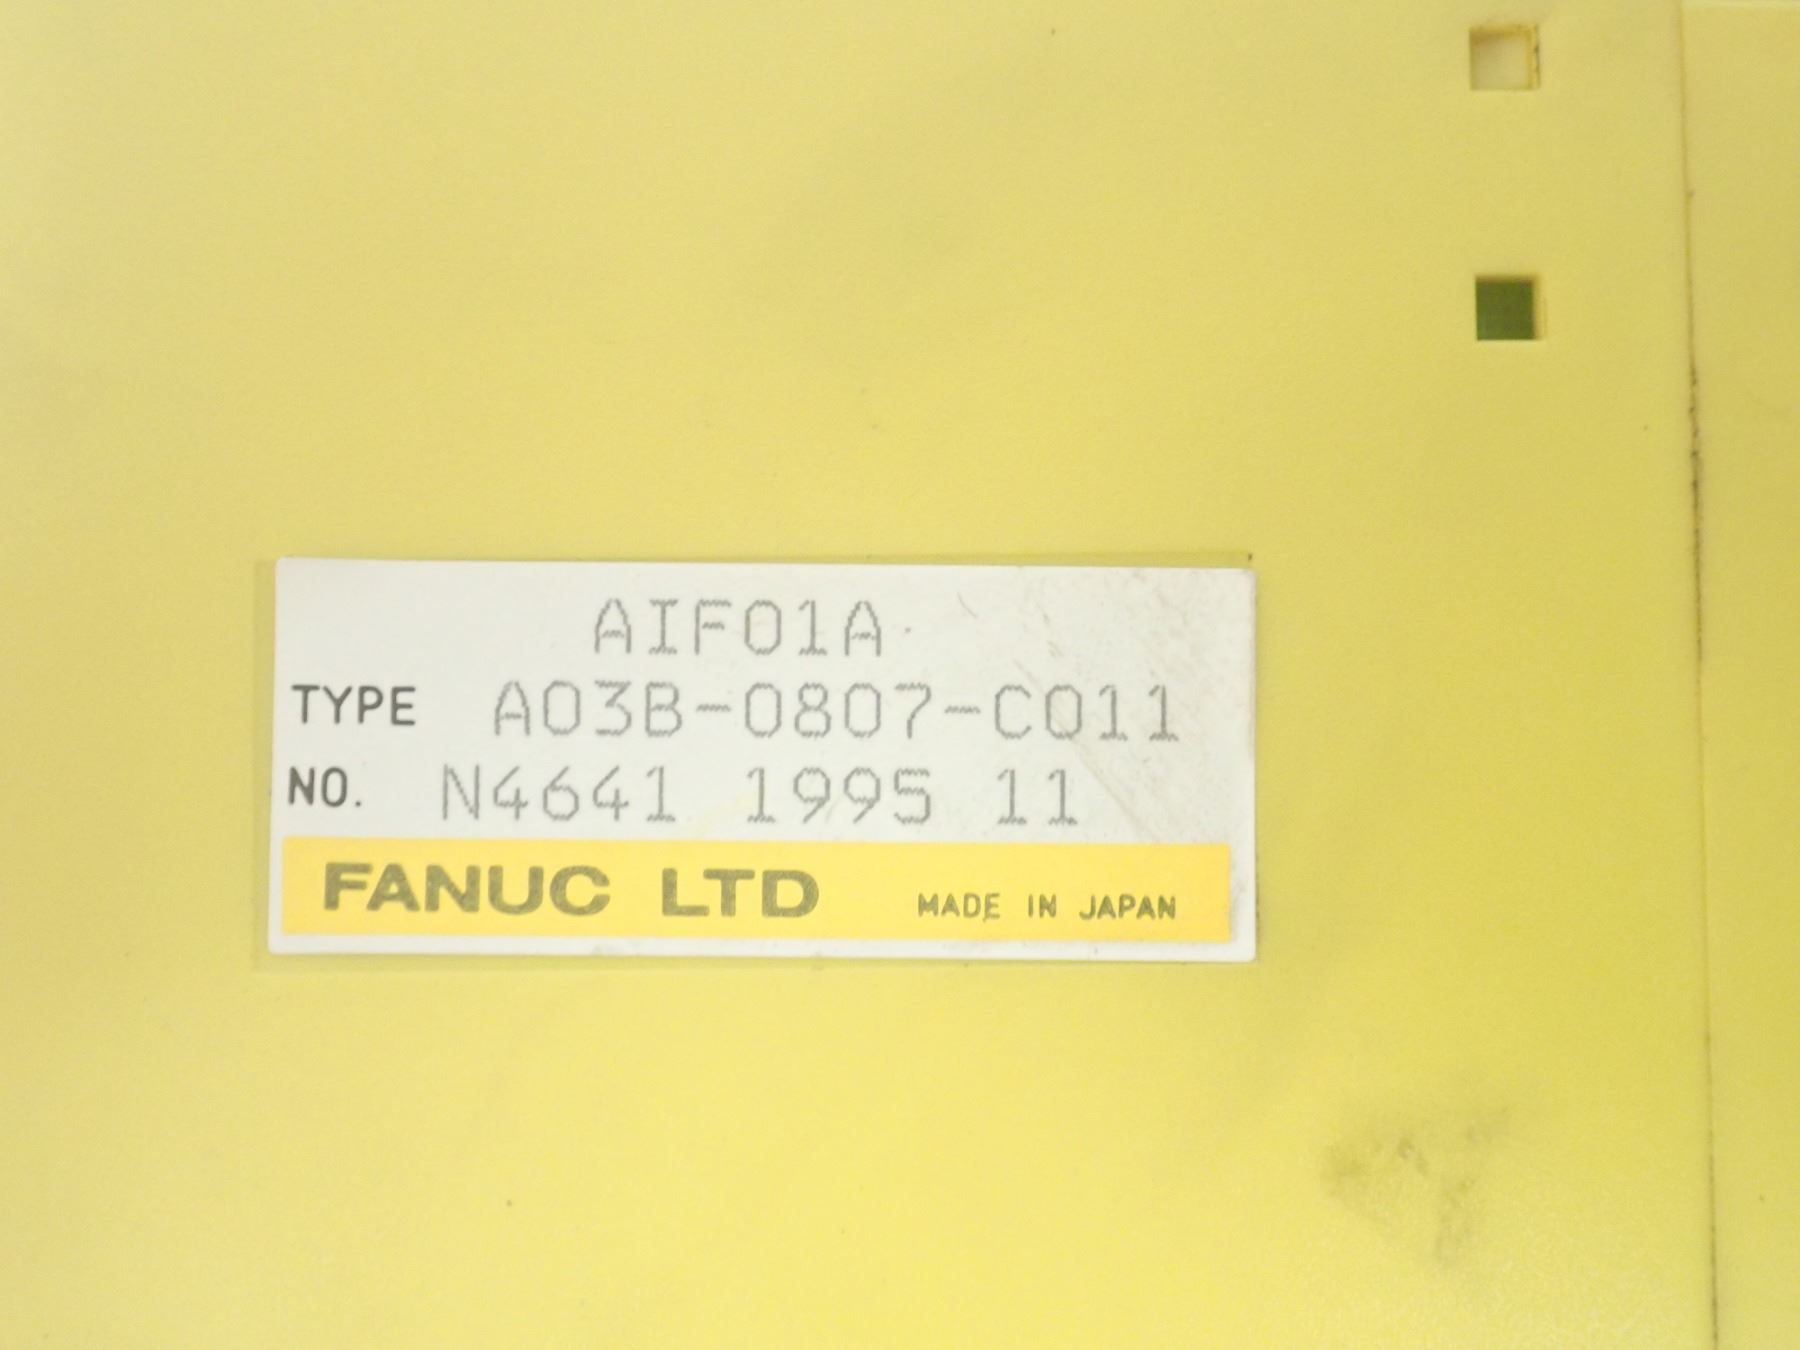 AIF01A
TYPE A03B-0807-C011
NO. N4641 1995 11
FANUC LTD MADE IN JAPAN